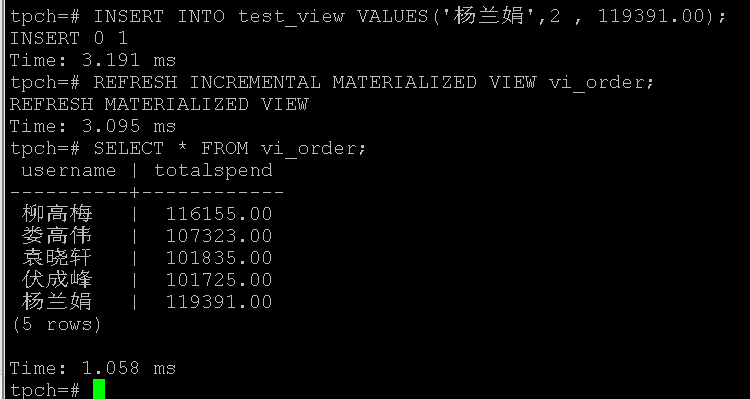 tpch=# INSERT INTO test_view VALUES('杨兰娟',2 , 119391.00);
INSERT 0 1
Time: 3.191 ms
tpch=# REFRESH INCREMENTAL MATERIALIZED VIEW vi_order;
REFRESH MATERIALIZED VIEW
Time: 3.095 ms
tpch=# SELECT * FROM vi_order;
 username | totalspend
----------+------------
 柳高梅   |  116155.00
 娄高伟   |  107323.00
 袁晓轩   |  101835.00
 伏成峰   |  101725.00
 杨兰娟   |  119391.00
(5 rows)

Time: 1.058 ms
tpch=#